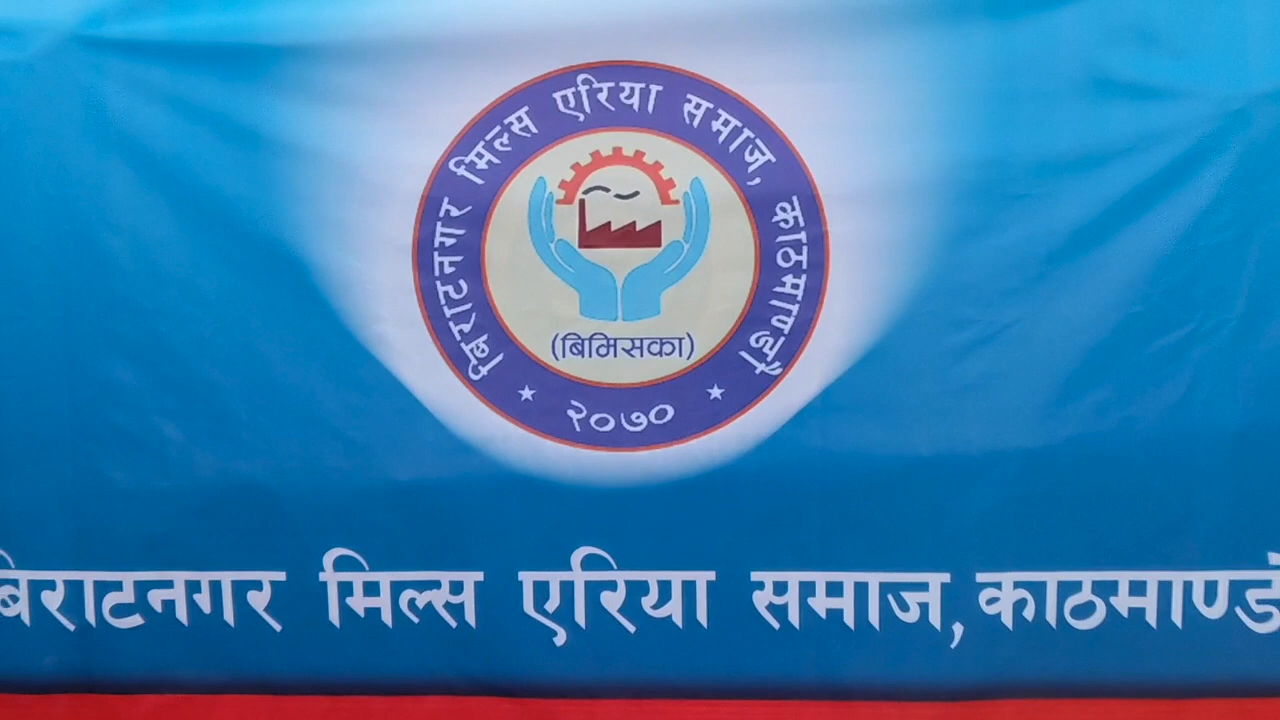 बिराटनगर मिल्स एरिया समाज, काठमाण्डौ
(बिमिसका)
२०७०
बिराटनगर मिल्स एरिया समाज, काठमाण्डौ